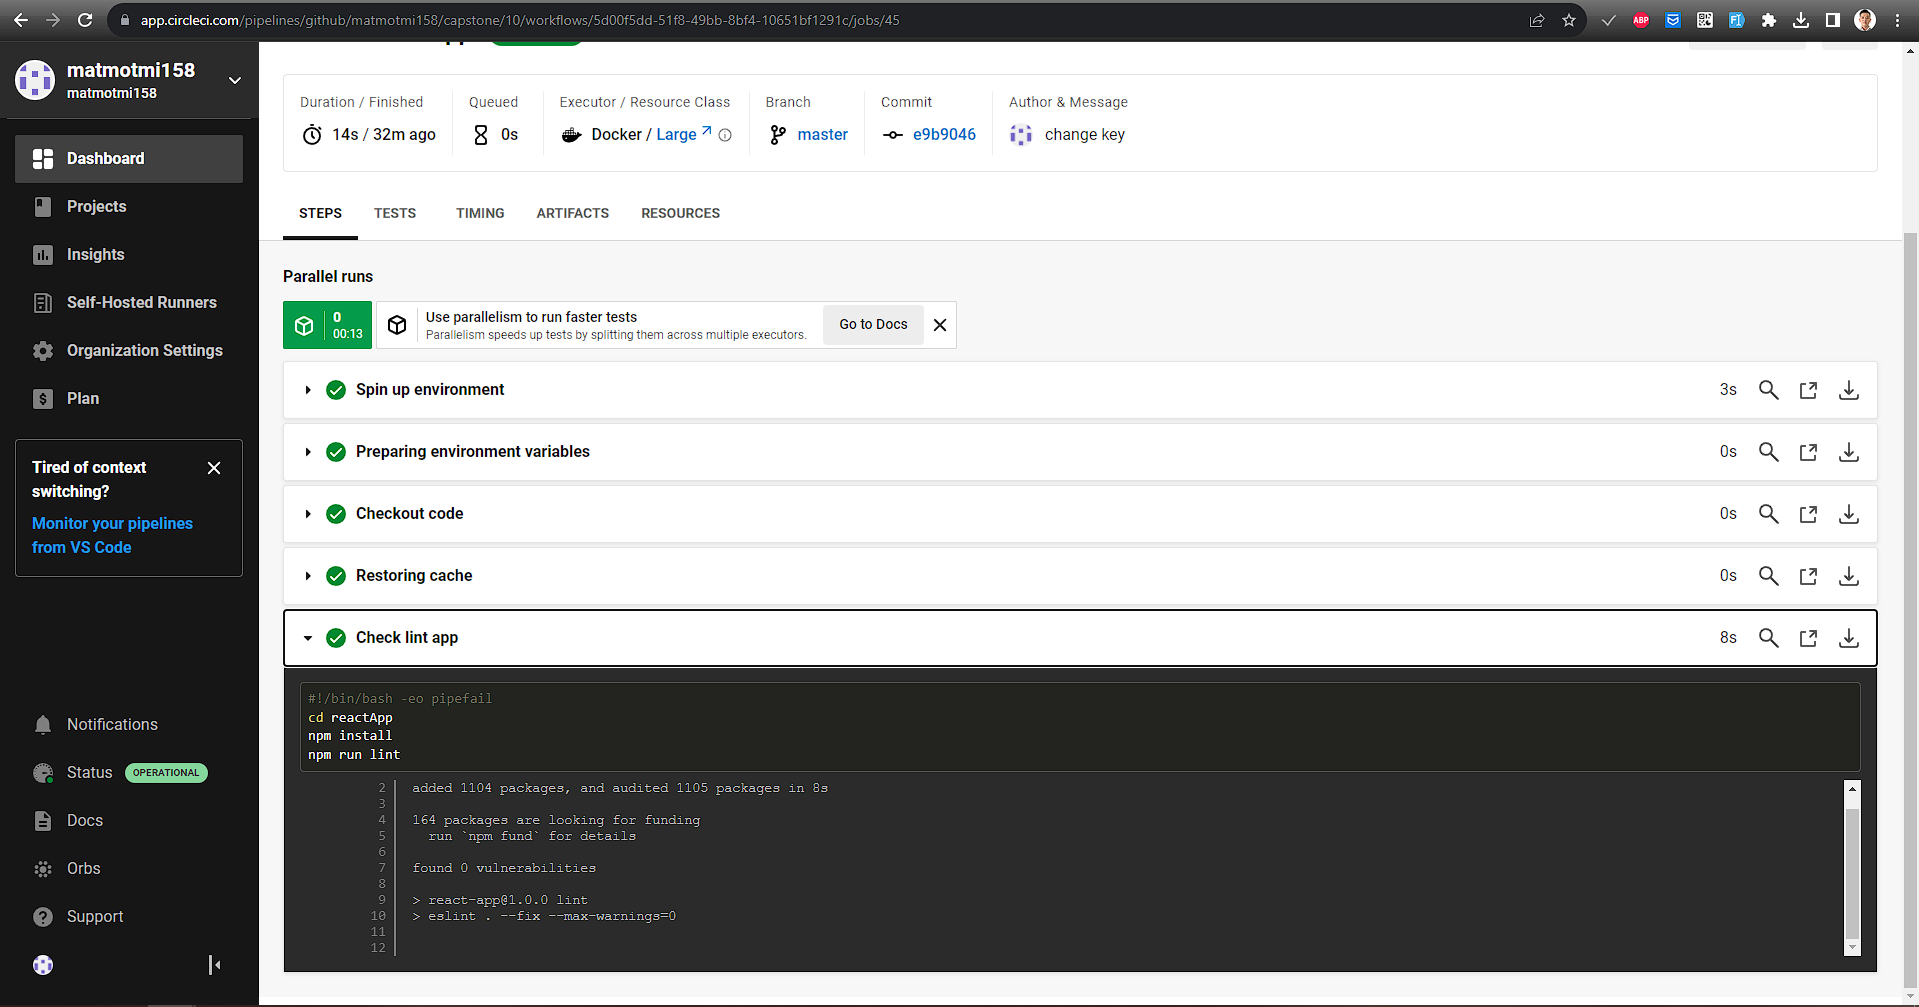 app.circleci.com/pipelines/github/matmotmi158/capstone/10/workflows/5d00f5dd-51f8-49bb-8bf4-10651bf1291c/jobs/45
ABP
matmotmi158
matmotmi158
Dashboard
Projects
Insights
Self-Hosted Runners
Organization Settings
Plan
Tired of context
switching?
Monitor your pipelines
from VS Code
Notifications
Status OPERATIONAL
Docs
Orbs
Support
Duration / Finished
14s / 32m ago
Queued
0s
Executor / Resource Class
Docker / Large
Branch
master
Commit
e9b9046
Author & Message
change key
STEPS TESTS TIMING ARTIFACTS RESOURCES
Parallel runs
0
00:13
Use parallelism to run faster tests
Parallelism speeds up tests by splitting them across multiple executors.
Go to Docs
Spin up environment 3s
Preparing environment variables 0s
Checkout code 0s
Restoring cache 0s
Check lint app 8s
#!/bin/bash -eo pipefail
cd reactApp
npm install
npm run lint
2 added 1104 packages, and audited 1105 packages in 8s
3
4 164 packages are looking for funding
5 run `npm fund` for details
6
7 found 0 vulnerabilities
8
9 > react-app@1.0.0 lint
10 > eslint . --fix --max-warnings=0
11
12